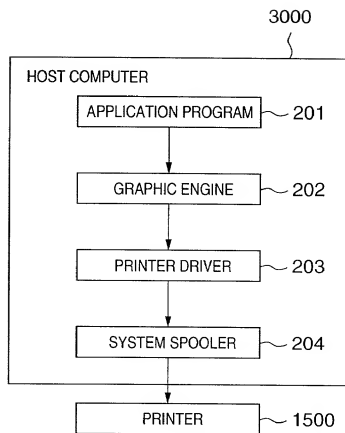 3000
HOST COMPUTER
APPLICATION PROGRAM 201
GRAPHIC ENGINE 202
PRINTER DRIVER 203
SYSTEM SPOOLER 204
PRINTER 1500